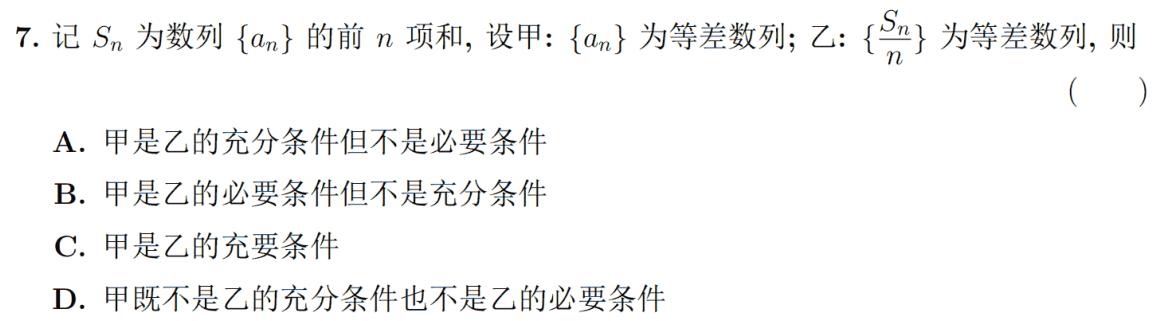 7. 记 $S_n$ 为数列 $\{a_n\}$ 的前 $n$ 项和, 设甲: $\{a_n\}$ 为等差数列; 乙: $\{\frac{S_n}{n}\}$ 为等差数列, 则
( )
A. 甲是乙的充分条件但不是必要条件
B. 甲是乙的必要条件但不是充分条件
C. 甲是乙的充要条件
D. 甲既不是乙的充分条件也不是乙的必要条件